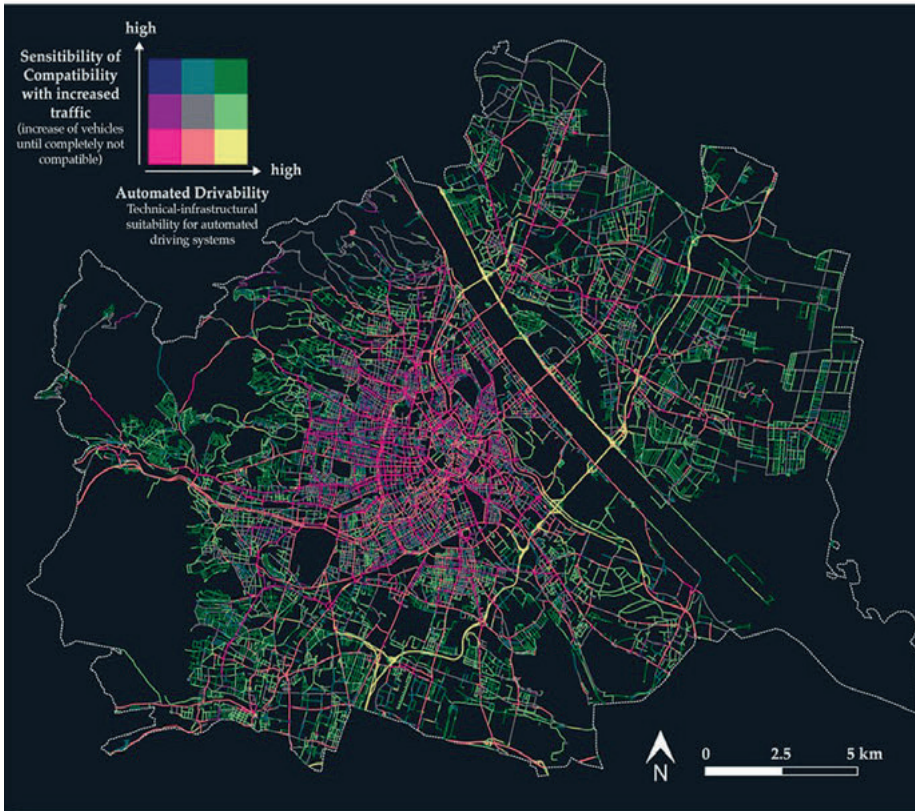 high
Sensitibility of
Compatibility
with increased
traffic
(increase of vehicles
until completely not
compatible)
high
Automated Drivability
Technical-infrastructural
suitability for automated
driving systems
N
0 2.5 5 km